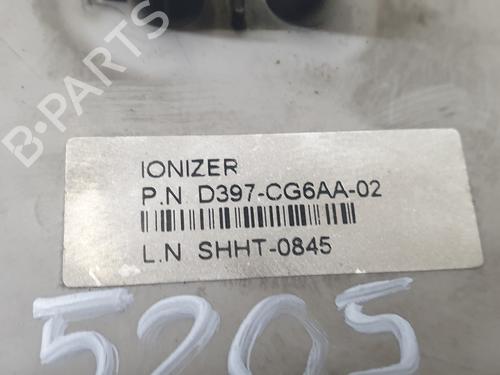 B-PARTS
IONIZER
P.N D397-CG6AA-02
L.N SHHT-0845
5205